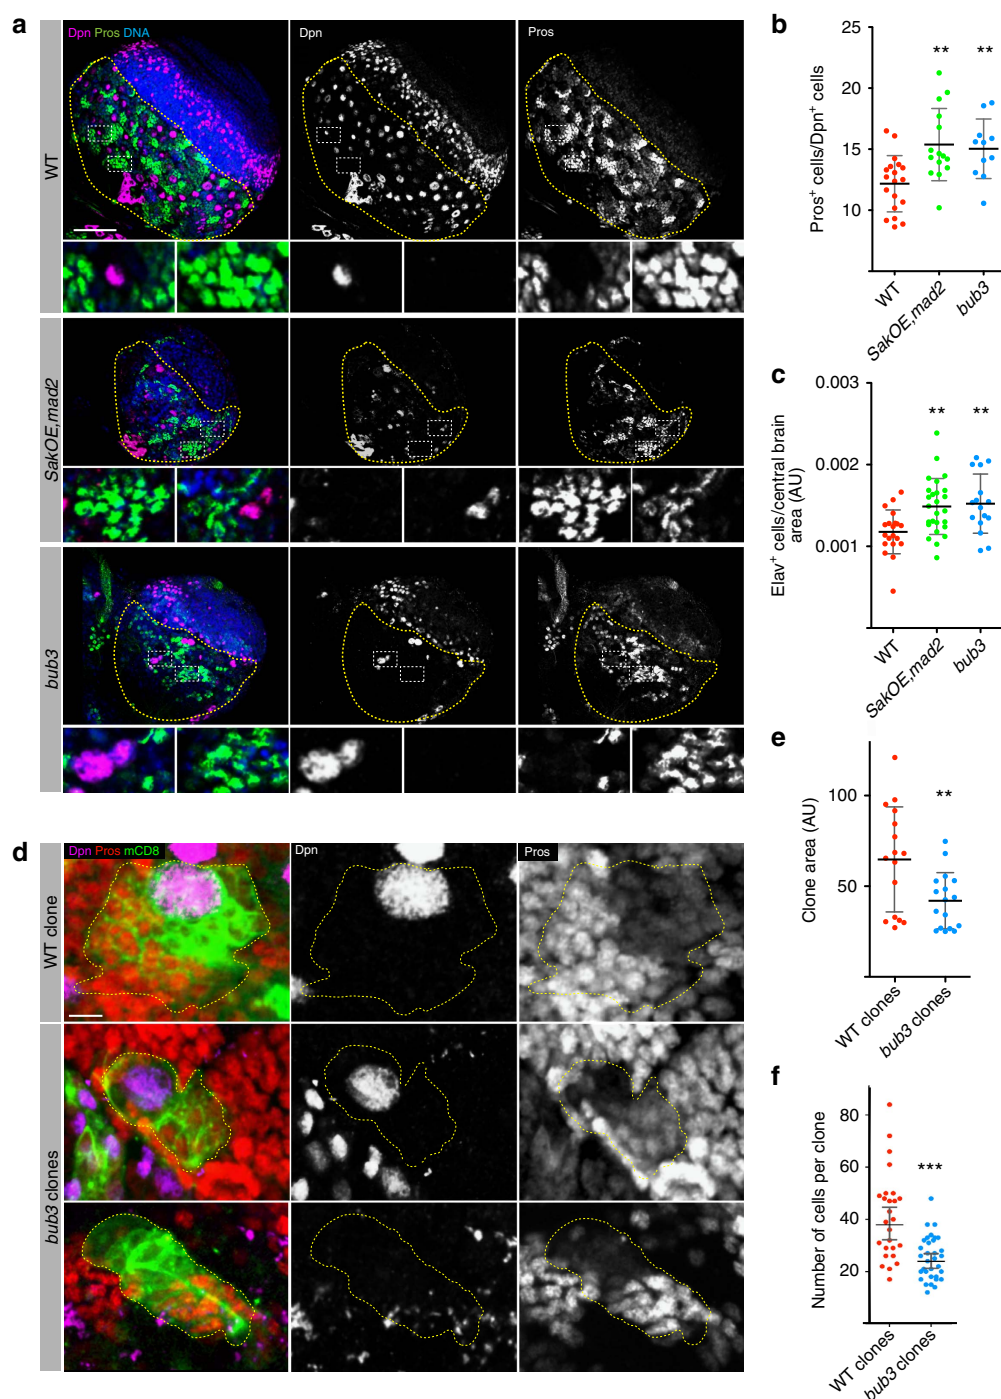 a
Dpn Pros DNA
Dpn
Pros
WT
SakOE,mad2
bub3
b
Pros+ cells/Dpn+ cells
25
20
15
10
**
**
WT
SakOE,mad2
bub3
c
Elav+ cells/central brain
area (AU)
0.003
0.002
0.001
**
**
WT
SakOE,mad2
bub3
d
Dpn Pros mCD8
Dpn
Pros
WT clone
bub3 clones
e
Clone area (AU)
100
50
**
WT clones
bub3 clones
f
Number of cells per clone
80
60
40
20
***
WT clones
bub3 clones